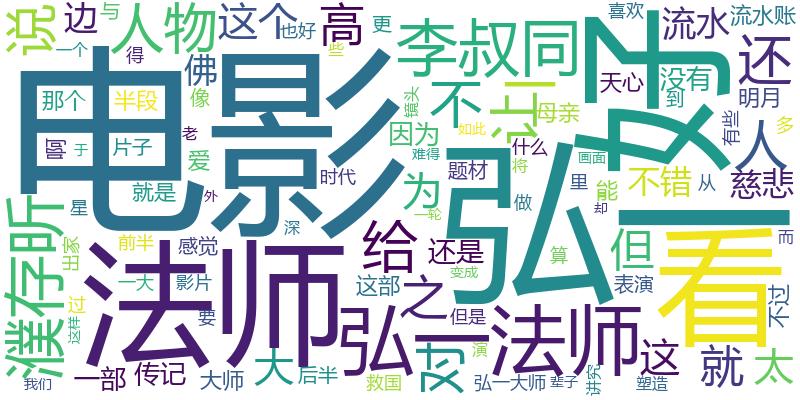 说
边
与
人物
这个
也好
高
更
李叔同
好
喜欢
流水
流水账
一个
些
得
佛
电影
不
让
天心
没有
到
还
那个
半段
像
镜头
母亲
明月
因为
如此
有些
多
写
于
片子
老
爱
难得
什么
画面
人
就是
时代
外
为
题材
将
里
能
不错
从
慈悲
濮存昕
星
深
一轮
做
却
弘一
看
出家
前半
感觉
法师
给
还是
算
但
而
一大
影片
这部
之
变成
表演
不过
过
这样
要
但是
弘一法师
这
就
太
我们
一部
传记
大师
大
后半
救国
对
演
弘一大师
辈子
讲究
塑造